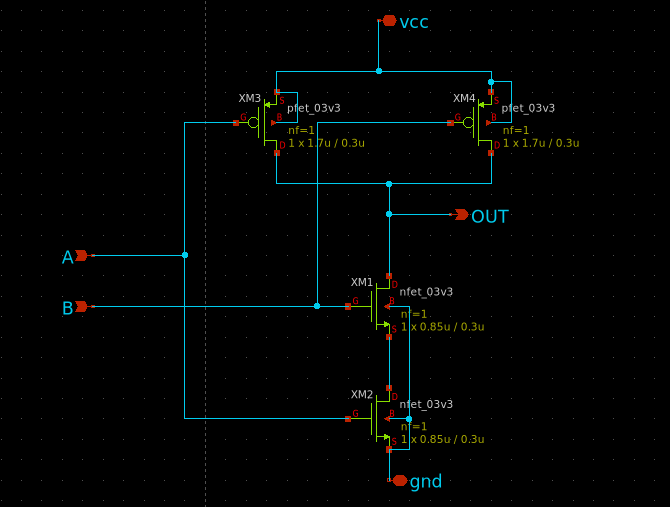 vcc
XM3
S
pfet_03v3
G
B
nf=1
1 x 1.7u / 0.3u
D
XM4
S
pfet_03v3
G
B
nf=1
1 x 1.7u / 0.3u
D
OUT
A
B
XM1
D
nfet_03v3
G
B
nf=1
1 x 0.85u / 0.3u
S
XM2
D
nfet_03v3
G
B
nf=1
1 x 0.85u / 0.3u
S
gnd